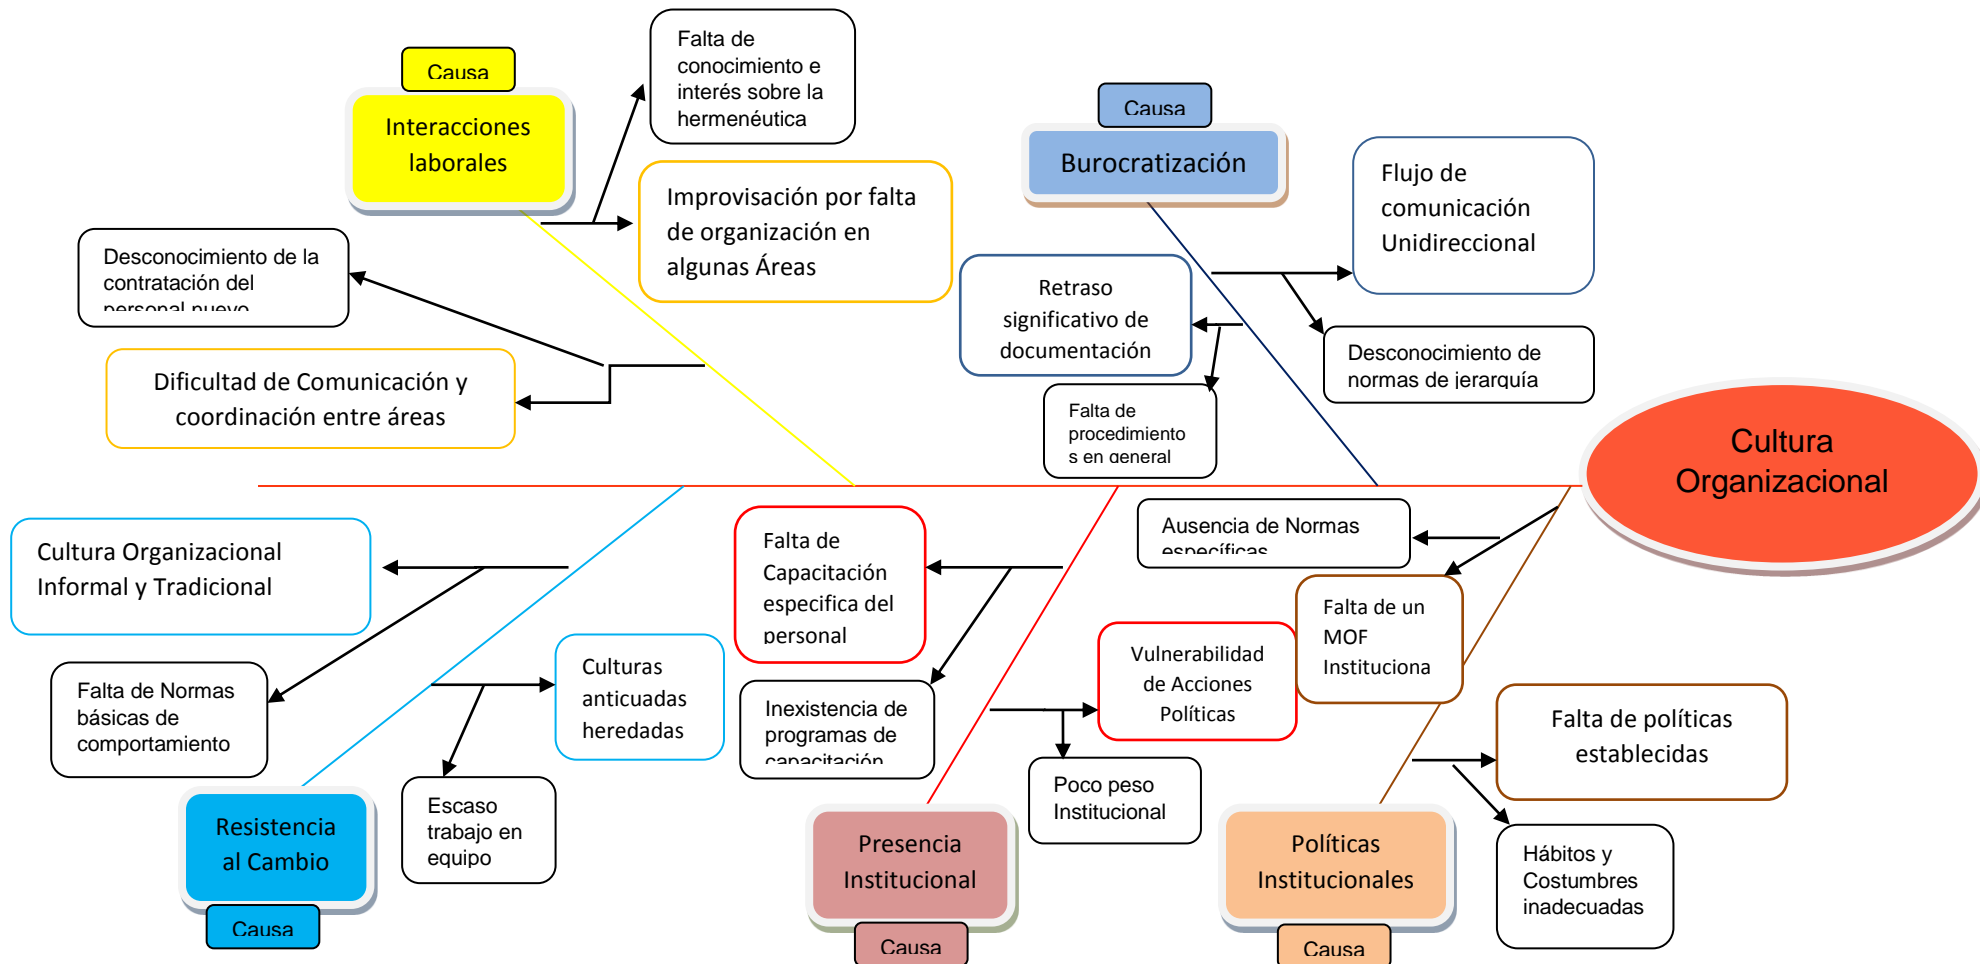 Causa
Interacciones
laborales
Falta de
conocimiento e
interés sobre la
hermenéutica
Improvisación por falta
de organización en
algunas Áreas
Desconocimiento de la
contratación del
personal nuevo
Dificultad de Comunicación y
coordinación entre áreas
Causa
Burocratización
Flujo de
comunicación
Unidireccional
Retraso
significativo de
documentación
Desconocimiento de
normas de jerarquía
Falta de
procedimiento
s en general
Cultura
Organizacional
Cultura Organizacional
Informal y Tradicional
Falta de Normas
básicas de
comportamiento
Culturas
anticuadas
heredadas
Escaso
trabajo en
equipo
Resistencia
al Cambio
Causa
Falta de
Capacitación
especifica del
personal
Inexistencia de
programas de
capacitación
Vulnerabilidad
de Acciones
Políticas
Poco peso
Institucional
Presencia
Institucional
Causa
Ausencia de Normas
específicas
Falta de un
MOF
Instituciona
Falta de políticas
establecidas
Hábitos y
Costumbres
inadecuadas
Políticas
Institucionales
Causa